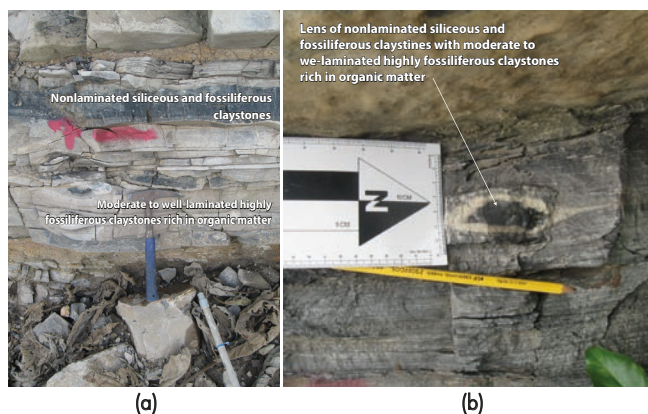 Nonlaminated siliceous and fossiliferous
claystones
Moderate to well-laminated highly
fossiliferous claystones rich in organic matter
(a)
Lens of nonlaminated siliceous and
fossiliferous claystines with moderate to
we-laminated highly fossiliferous claystones
rich in organic matter
N
5CM
(b)